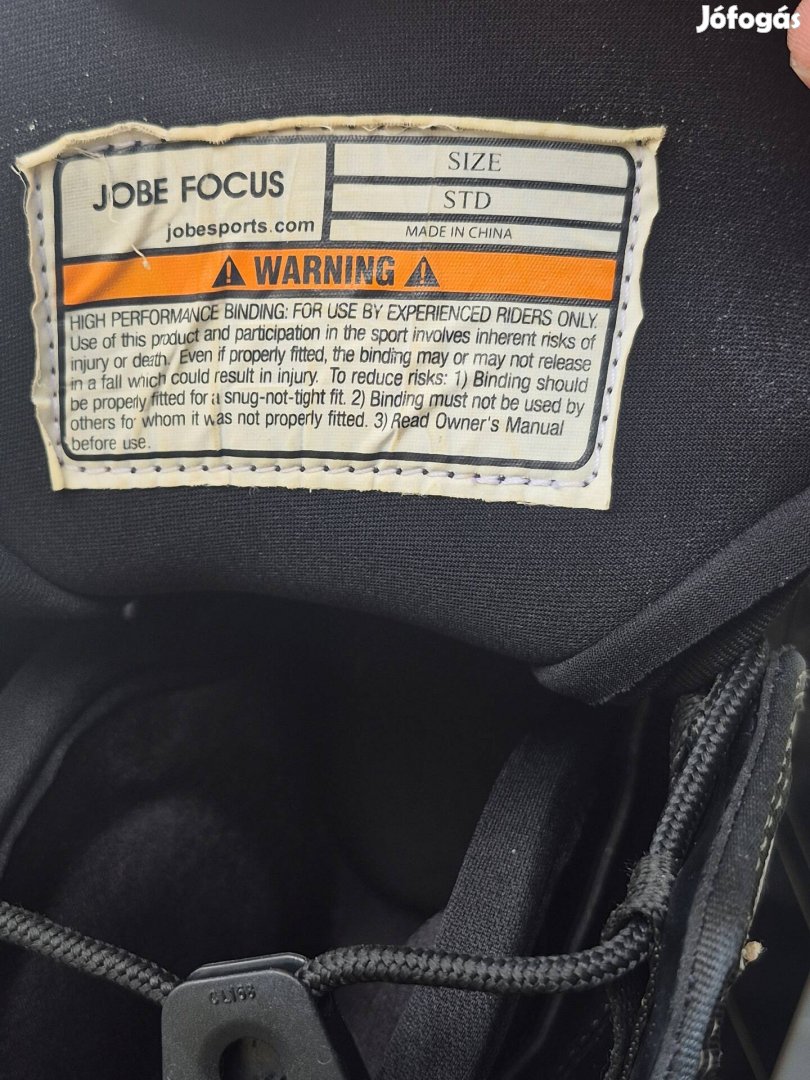 Jófogás
JOBE FOCUS
jobesports.com
SIZE
STD
MADE IN CHINA
WARNING
HIGH PERFORMANCE BINDING: FOR USE BY EXPERIENCED RIDERS ONLY.
Use of this product and participation in the sport involves inherent risks of
injury or death. Even if properly fitted, the binding may or may not release
in a fall which could result in injury. To reduce risks: 1) Binding should
be properly fitted for a snug-not-tight fit. 2) Binding must not be used by
others for whom it was not properly fitted. 3) Read Owner's Manual
before use.